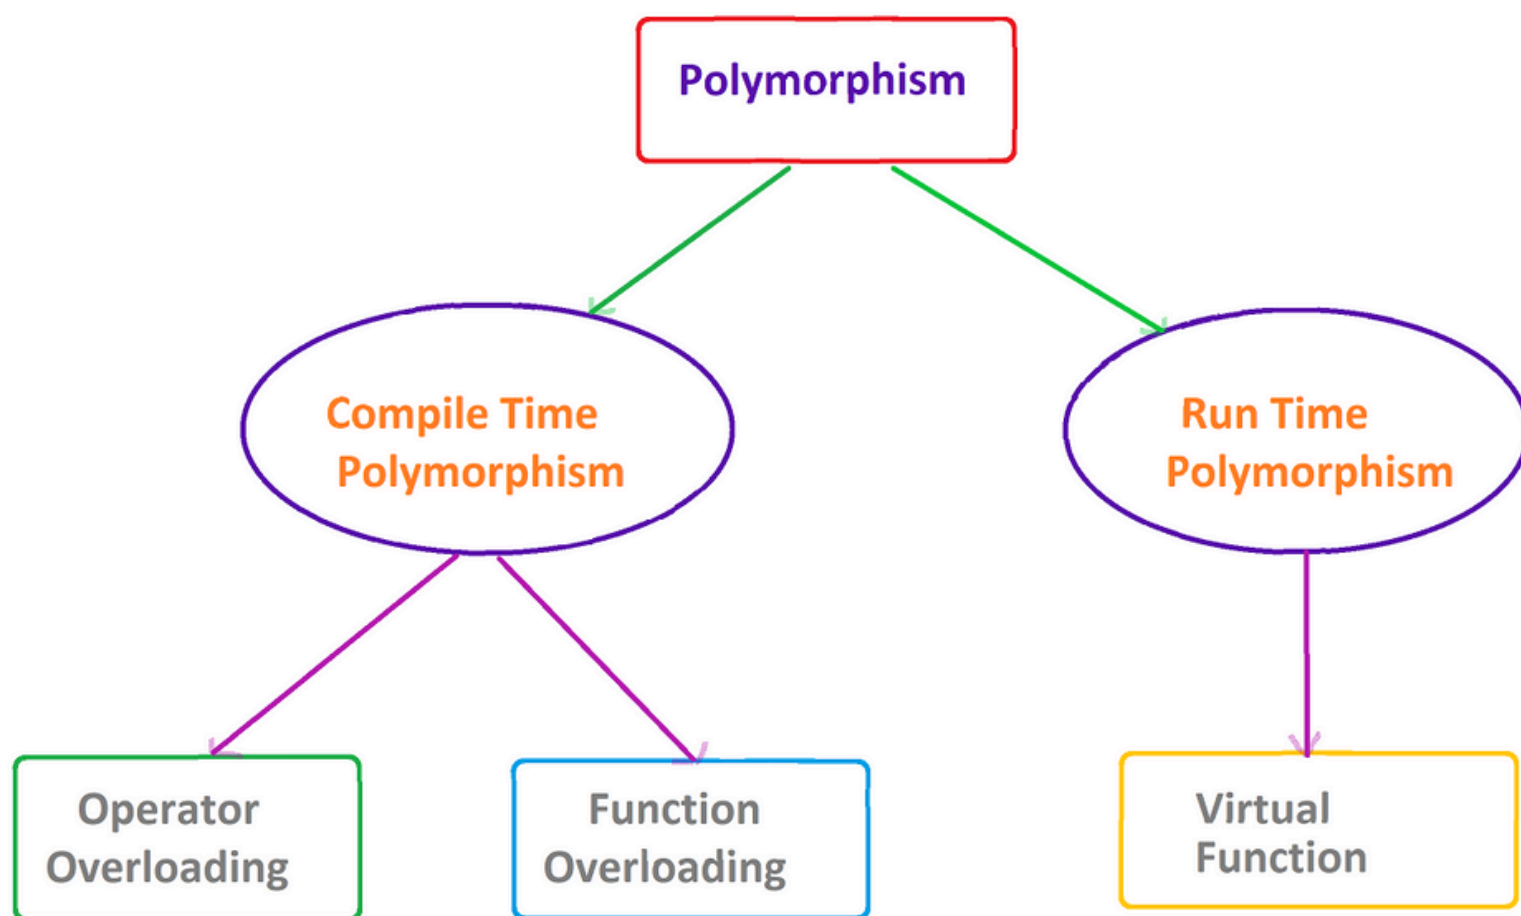 Polymorphism
Compile Time
Polymorphism
Run Time
Polymorphism
Operator
Overloading
Function
Overloading
Virtual
Function